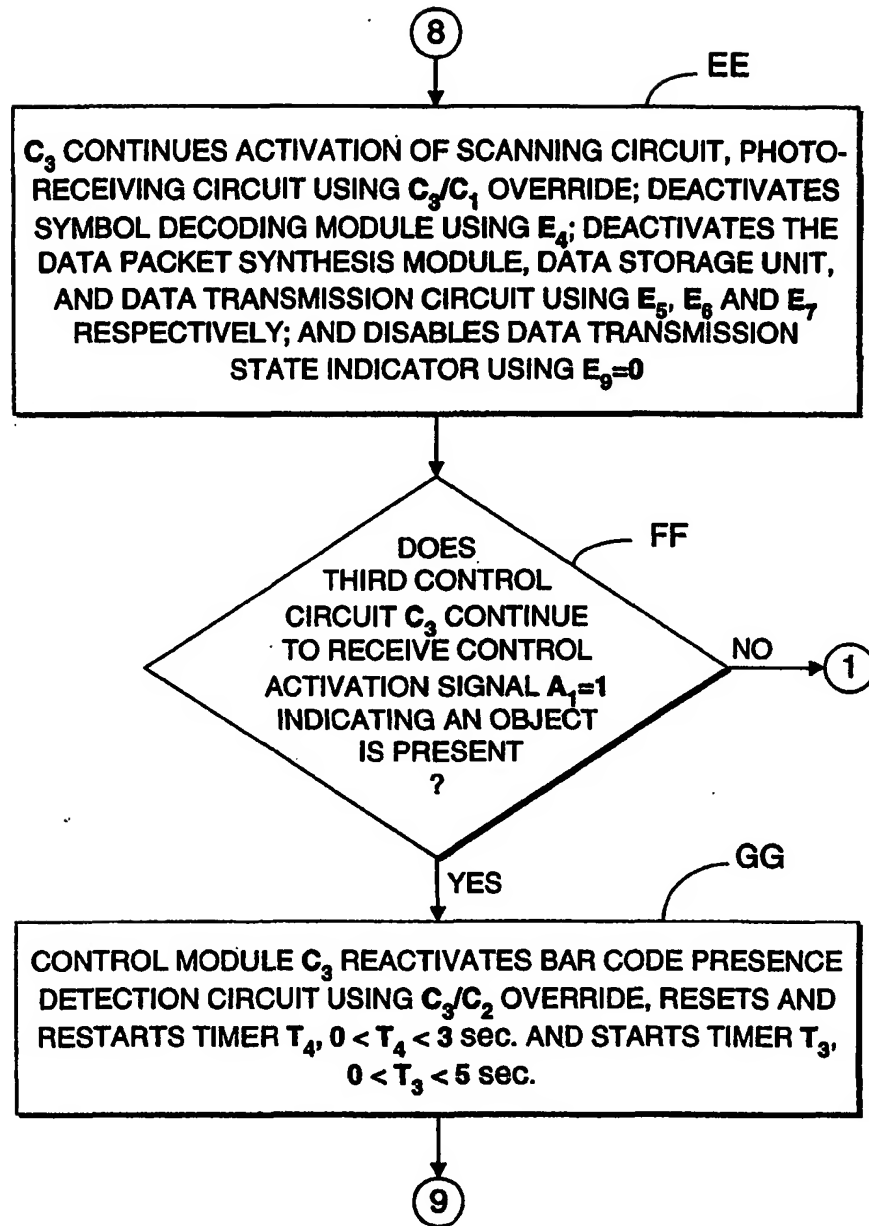 8
EE
C3 CONTINUES ACTIVATION OF SCANNING CIRCUIT, PHOTO-
RECEIVING CIRCUIT USING C3/C1 OVERRIDE; DEACTIVATES
SYMBOL DECODING MODULE USING E4; DEACTIVATES THE
DATA PACKET SYNTHESIS MODULE, DATA STORAGE UNIT,
AND DATA TRANSMISSION CIRCUIT USING E5, E6 AND E7
RESPECTIVELY; AND DISABLES DATA TRANSMISSION
STATE INDICATOR USING E9=0
FF
DOES
THIRD CONTROL
CIRCUIT C3 CONTINUE
TO RECEIVE CONTROL
ACTIVATION SIGNAL A1=1
INDICATING AN OBJECT
IS PRESENT
?
NO
1
YES
GG
CONTROL MODULE C3 REACTIVATES BAR CODE PRESENCE
DETECTION CIRCUIT USING C3/C2 OVERRIDE, RESETS AND
RESTARTS TIMER T4, 0 < T4 < 3 sec. AND STARTS TIMER T3,
0 < T3 < 5 sec.
9